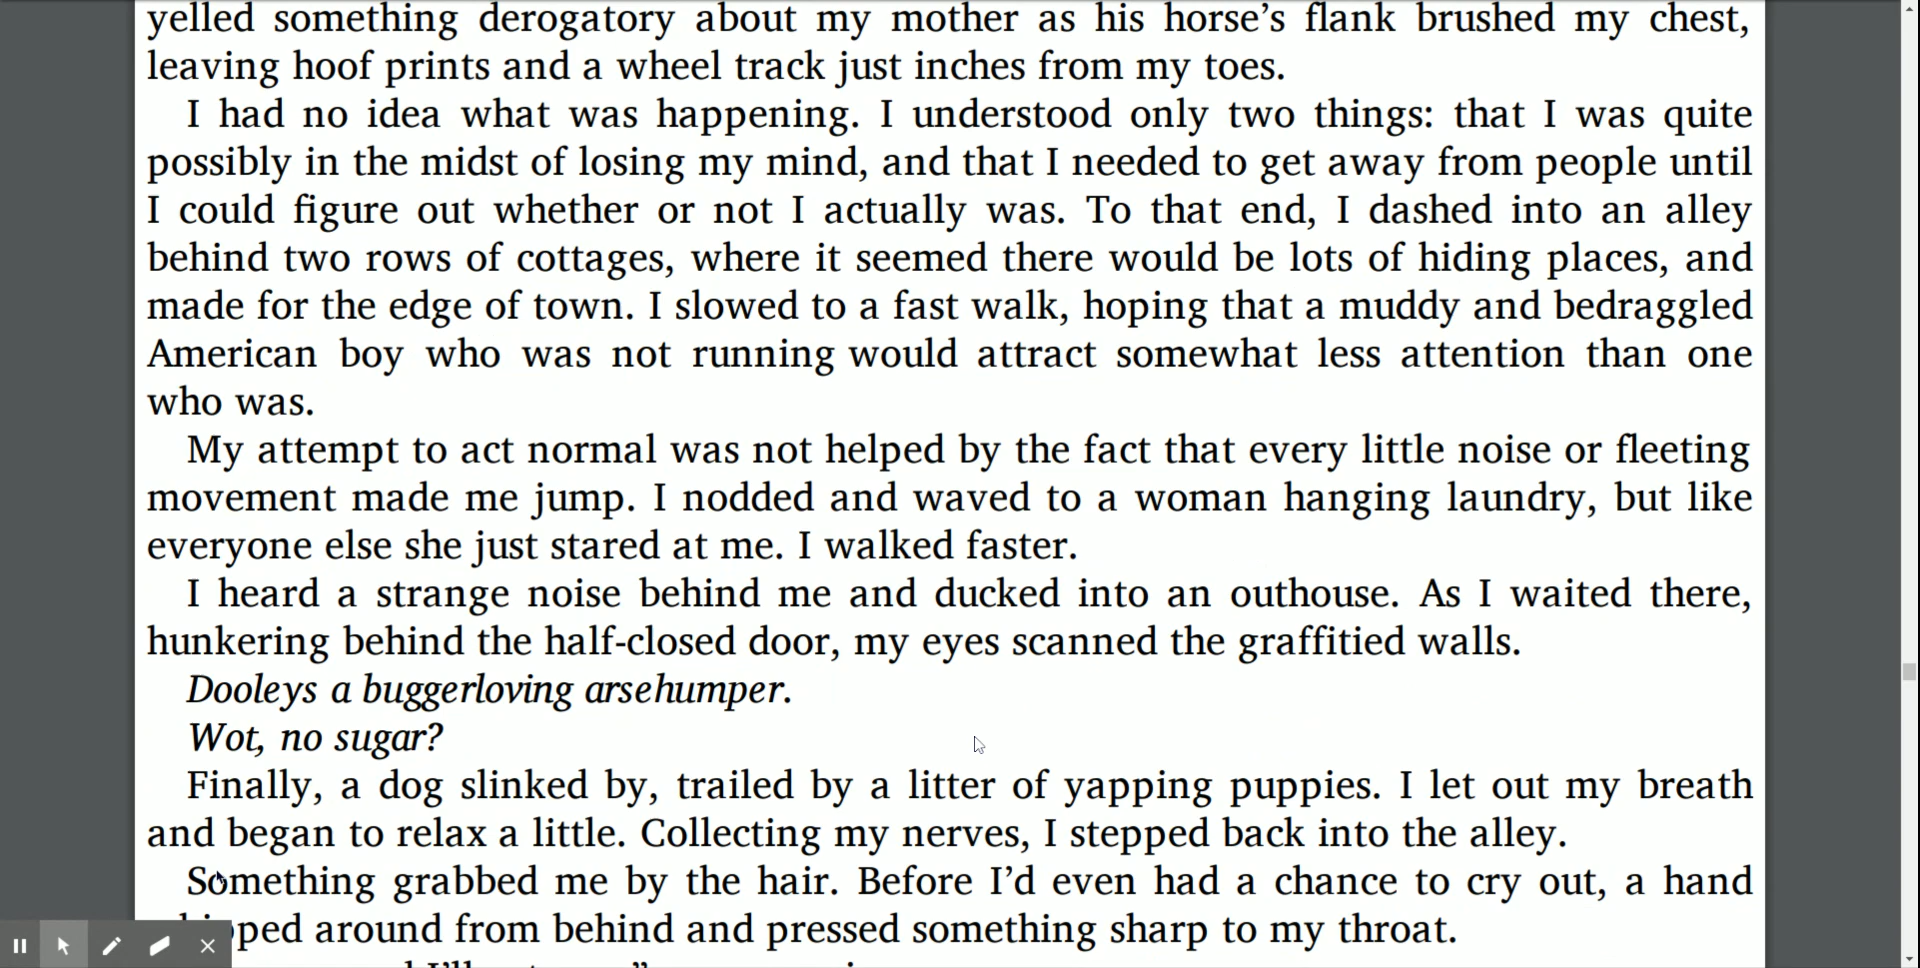 yelled something derogatory about my mother as his horse’s flank brushed my chest,
leaving hoof prints and a wheel track just inches from my toes.
I had no idea what was happening. I understood only two things: that I was quite
possibly in the midst of losing my mind, and that I needed to get away from people until
I could figure out whether or not I actually was. To that end, I dashed into an alley
behind two rows of cottages, where it seemed there would be lots of hiding places, and
made for the edge of town. I slowed to a fast walk, hoping that a muddy and bedraggled
American boy who was not running would attract somewhat less attention than one
who was.
My attempt to act normal was not helped by the fact that every little noise or fleeting
movement made me jump. I nodded and waved to a woman hanging laundry, but like
everyone else she just stared at me. I walked faster.
I heard a strange noise behind me and ducked into an outhouse. As I waited there,
hunkering behind the half-closed door, my eyes scanned the graffitied walls.
Dooleys a buggerloving arsehumper.
Wot, no sugar?
Finally, a dog slinked by, trailed by a litter of yapping puppies. I let out my breath
and began to relax a little. Collecting my nerves, I stepped back into the alley.
Something grabbed me by the hair. Before I’d even had a chance to cry out, a hand
around from behind and pressed something sharp to my throat.